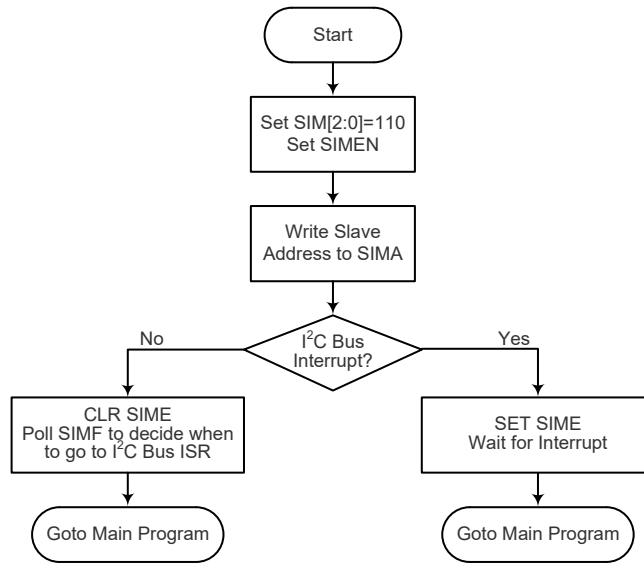 Start
Set SIM[2:0]=110
Set SIMEN
Write Slave
Address to SIMA
I²C Bus
Interrupt?
No
Yes
CLR SIME
Poll SIMF to decide when
to go to I²C Bus ISR
SET SIME
Wait for Interrupt
Goto Main Program
Goto Main Program